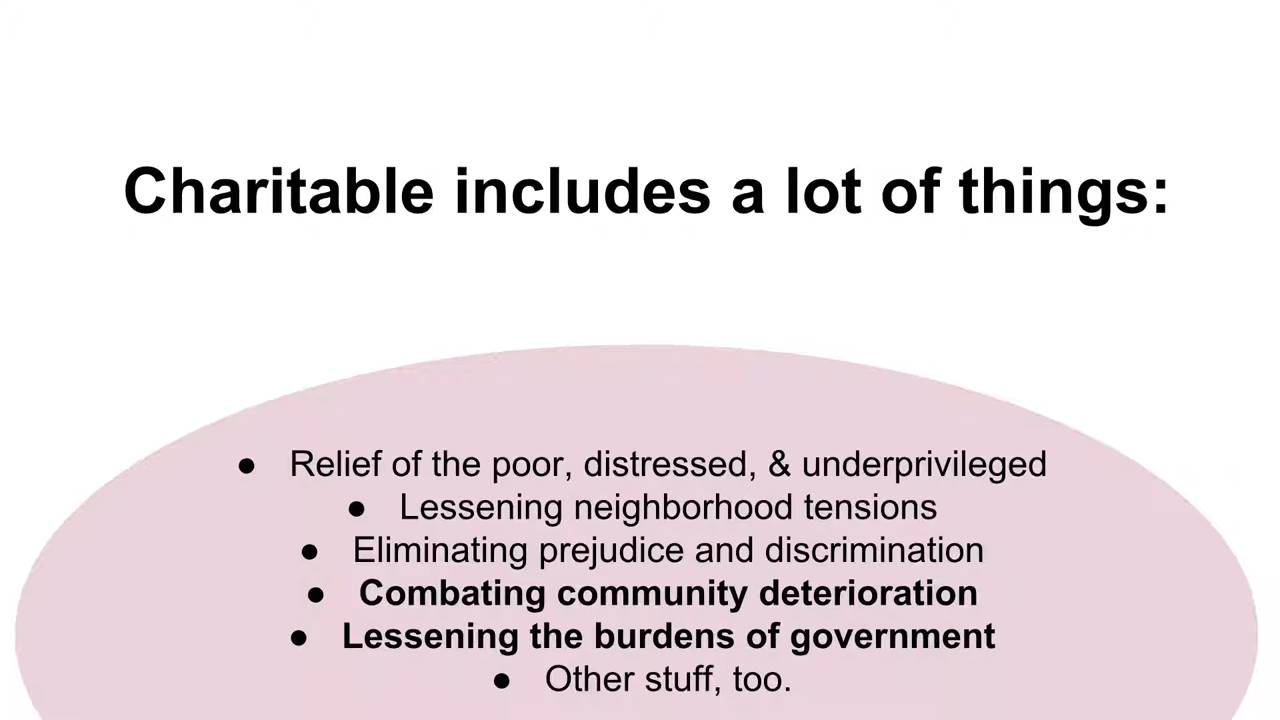 Charitable includes a lot of things:
● Relief of the poor, distressed, & underprivileged
● Lessening neighborhood tensions
● Eliminating prejudice and discrimination
● Combating community deterioration
● Lessening the burdens of government
● Other stuff, too.